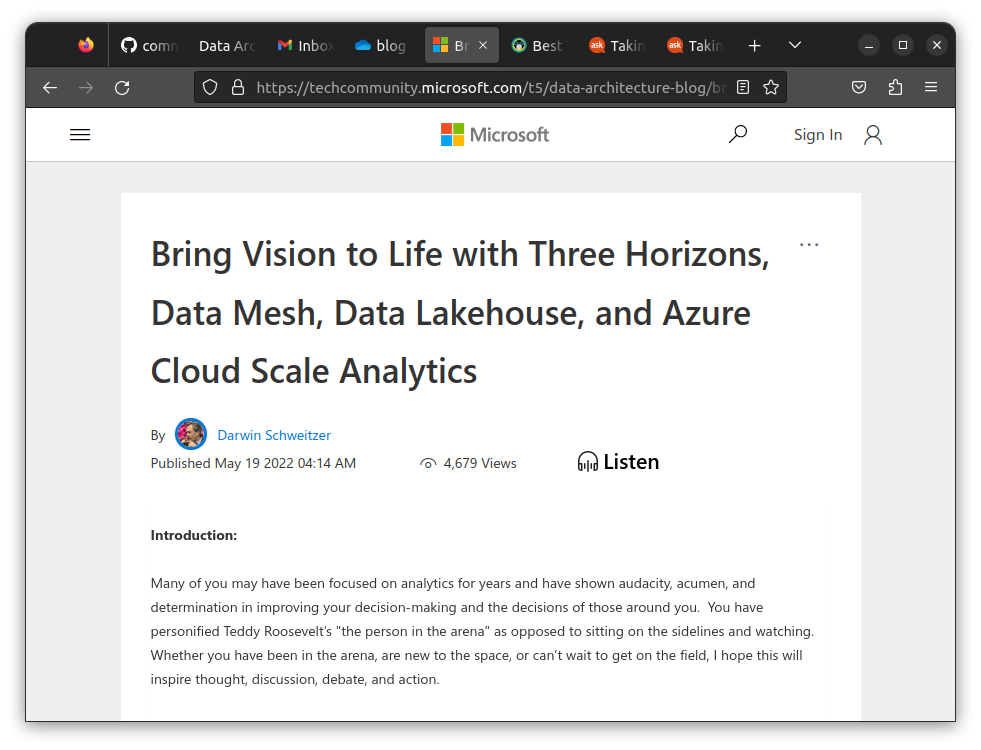 comm
Data Arc
Inbox
blog
Br
Best
ask Takin
ask Takin
https://techcommunity.microsoft.com/t5/data-architecture-blog/br
Microsoft
Sign In
Bring Vision to Life with Three Horizons,
Data Mesh, Data Lakehouse, and Azure
Cloud Scale Analytics
By Darwin Schweitzer
Published May 19 2022 04:14 AM 4,679 Views Listen
Introduction:
Many of you may have been focused on analytics for years and have shown audacity, acumen, and
determination in improving your decision-making and the decisions of those around you. You have
personified Teddy Roosevelt’s "the person in the arena" as opposed to sitting on the sidelines and watching.
Whether you have been in the arena, are new to the space, or can’t wait to get on the field, I hope this will
inspire thought, discussion, debate, and action.